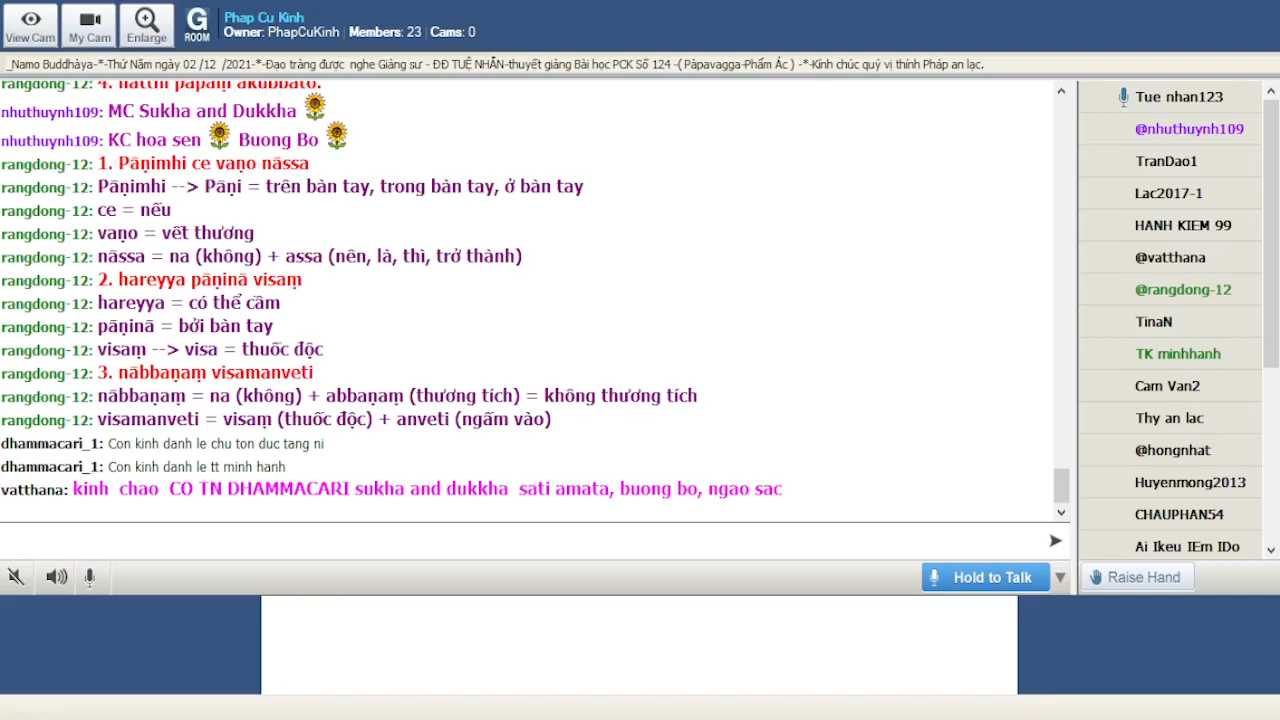 View Cam
My Cam
Enlarge
G
ROOM
Phap Cu Kinh
Owner: PhapCuKinh | Members: 23 | Cams: 0
_Namo Buddhàya-*-Thứ Năm ngày 02 /12 /2021-*-Đạo tràng được nghe Giảng sư - ĐĐ TUỆ NHẪN-thuyết giảng Bài học PCK Số 124 -( Pàpavagga-Phẩm Ác ) -*-Kính chúc quý vị thính Pháp an lạc.
rangdong-12: 4. natthi pāpaṃ akubbato.
nhuthuynh109: MC Sukha and Dukkha
nhuthuynh109: KC hoa sen Buong Bo
rangdong-12: 1. Pāṇimhi ce vaṇo nāssa
rangdong-12: Pāṇimhi --> Pāṇi = trên bàn tay, trong bàn tay, ở bàn tay
rangdong-12: ce = nếu
rangdong-12: vaṇo = vết thương
rangdong-12: nāssa = na (không) + assa (nên, là, thì, trở thành)
rangdong-12: 2. hareyya pāṇinā visaṃ
rangdong-12: hareyya = có thể cầm
rangdong-12: pāṇinā = bởi bàn tay
rangdong-12: visaṃ --> visa = thuốc độc
rangdong-12: 3. nābbaṇaṃ visamanveti
rangdong-12: nābbaṇaṃ = na (không) + abbaṇaṃ (thương tích) = không thương tích
rangdong-12: visamanveti = visaṃ (thuốc độc) + anveti (ngấm vào)
dhammacari_1: Con kinh danh le chu ton duc tang ni
dhammacari_1: Con kinh danh le tt minh hanh
vatthana: kinh chao CO TN DHAMMACARI sukha and dukkha sati amata, buong bo, ngao sac
Hold to Talk
Tue nhan123
@nhuthuynh109
TranDao1
Lac2017-1
HANH KIEM 99
@vatthana
@rangdong-12
TinaN
TK minhhanh
Cam Van2
Thy an lac
@hongnhat
Huyenmong2013
CHAUPHAN54
Ai Ikeu IEm IDo
Raise Hand